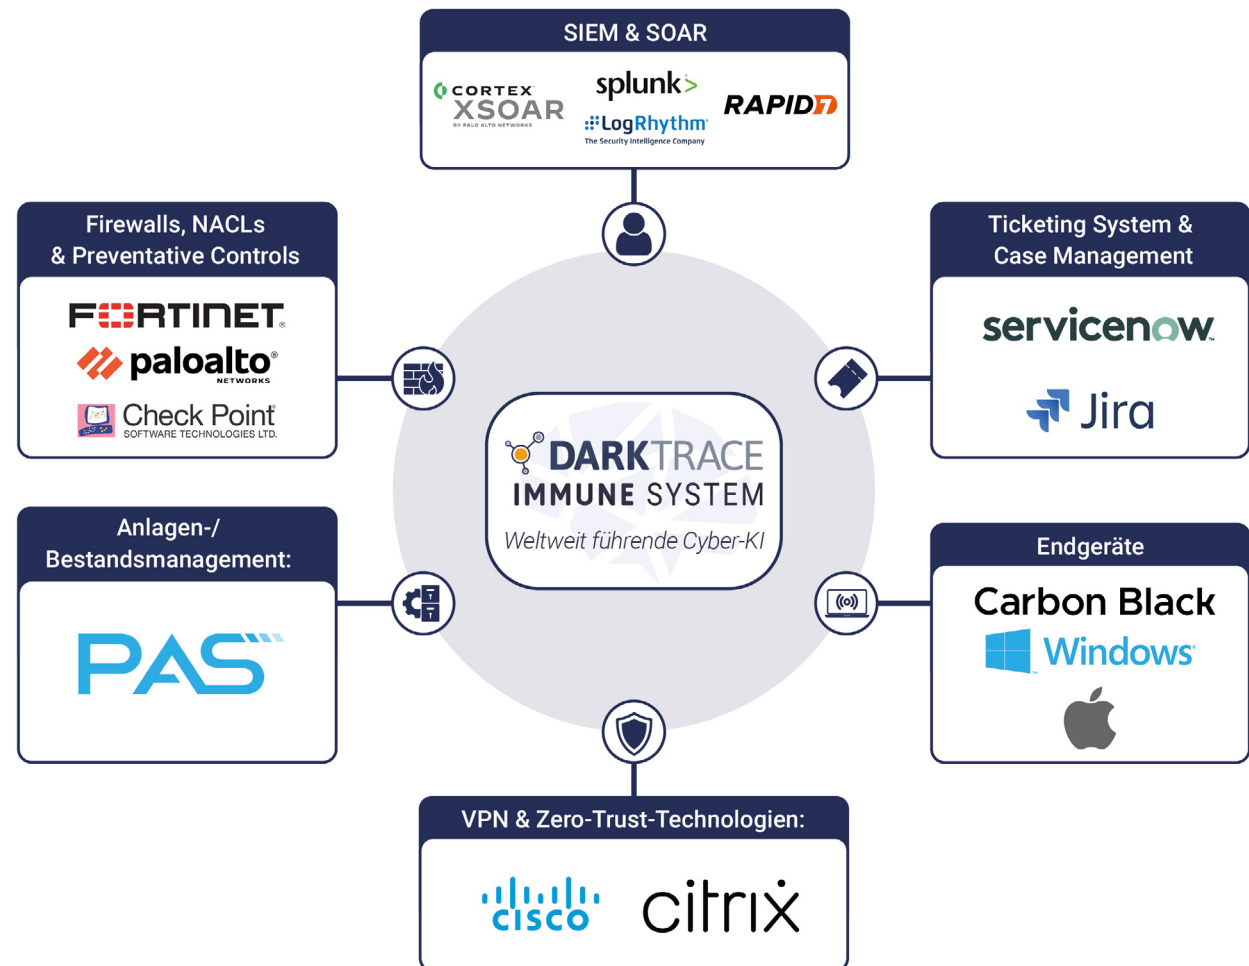 SIEM & SOAR
CORTEX
XSOAR
BY PALO ALTO NETWORKS
splunk>
LogRhythm
The Security Intelligence Company
RAPID7
Firewalls, NACLs
& Preventative Controls
FORTINET
paloalto
NETWORKS
Check Point
SOFTWARE TECHNOLOGIES LTD.
Ticketing System &
Case Management
servicenow
Jira
DARKTRACE
IMMUNE SYSTEM
Weltweit führende Cyber-KI
Anlagen-/
Bestandsmanagement:
PAS
Endgeräte
Carbon Black
Windows
VPN & Zero-Trust-Technologien:
CISCO
citrix